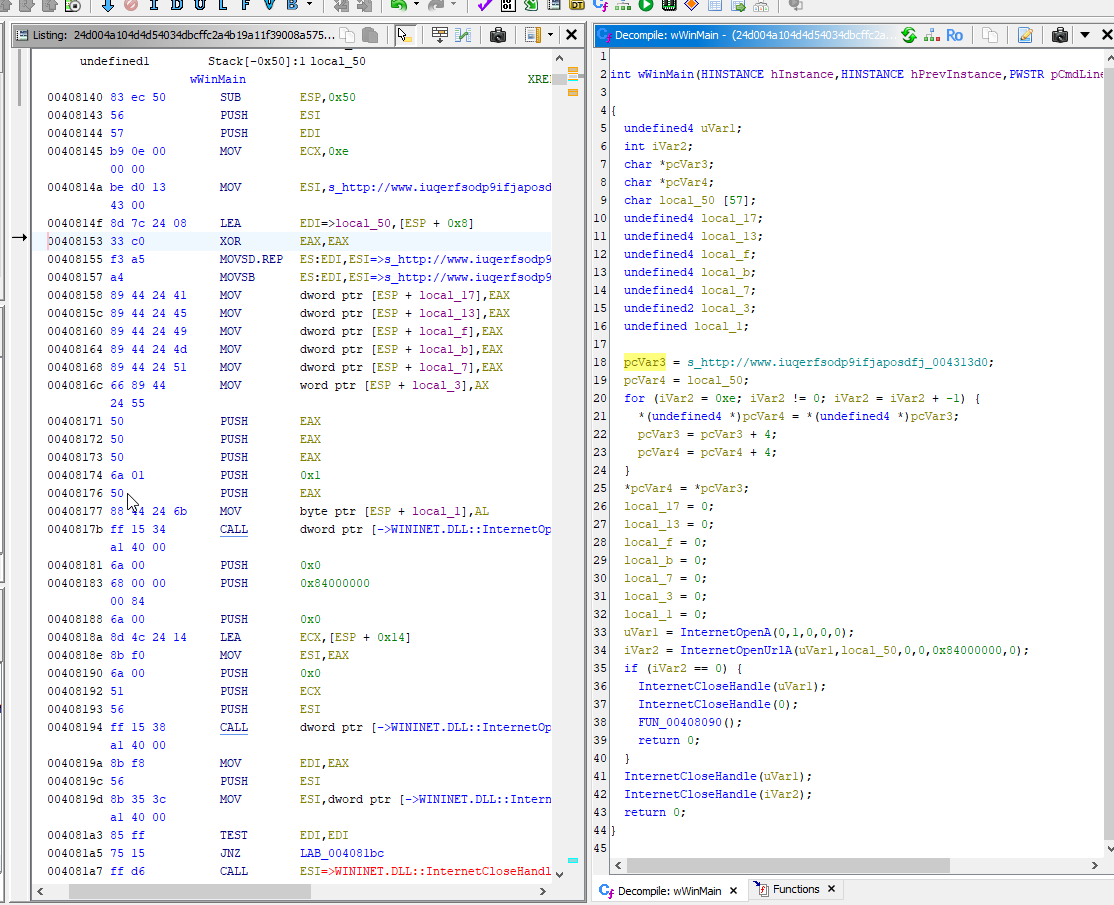 Listing: 24d004a104d4d54034dbcffc2a4b19a11f39008a575...
undefined1 Stack[-0x50]:1 local_50
wWinMain XREF
00408140 83 ec 50 SUB ESP,0x50
00408143 56 PUSH ESI
00408144 57 PUSH EDI
00408145 b9 0e 00 MOV ECX,0xe
00 00
0040814a be d0 13 MOV ESI,s_http://www.iuqerfsodp9ifjaposd
43 00
0040814f 8d 7c 24 08 LEA EDI=>local_50,[ESP + 0x8]
00408153 33 c0 XOR EAX,EAX
00408155 f3 a5 MOVSD.REP ES:EDI,ESI=>s_http://www.iuqerfsodp9
00408157 a4 MOVSB ES:EDI,ESI=>s_http://www.iuqerfsodp9
00408158 89 44 24 41 MOV dword ptr [ESP + local_17],EAX
0040815c 89 44 24 45 MOV dword ptr [ESP + local_13],EAX
00408160 89 44 24 49 MOV dword ptr [ESP + local_f],EAX
00408164 89 44 24 4d MOV dword ptr [ESP + local_b],EAX
00408168 89 44 24 51 MOV dword ptr [ESP + local_7],EAX
0040816c 66 89 44 MOV word ptr [ESP + local_3],AX
24 55
00408171 50 PUSH EAX
00408172 50 PUSH EAX
00408173 50 PUSH EAX
00408174 6a 01 PUSH 0x1
00408176 50 PUSH EAX
00408177 88 44 24 6b MOV byte ptr [ESP + local_1],AL
0040817b ff 15 34 CALL dword ptr [->WININET.DLL::InternetOp
a1 40 00
00408181 6a 00 PUSH 0x0
00408183 68 00 00 PUSH 0x84000000
00 84
00408188 6a 00 PUSH 0x0
0040818a 8d 4c 24 14 LEA ECX,[ESP + 0x14]
0040818e 8b f0 MOV ESI,EAX
00408190 6a 00 PUSH 0x0
00408192 51 PUSH ECX
00408193 56 PUSH ESI
00408194 ff 15 38 CALL dword ptr [->WININET.DLL::InternetOp
a1 40 00
0040819a 8b f8 MOV EDI,EAX
0040819c 56 PUSH ESI
0040819d 8b 35 3c MOV ESI,dword ptr [->WININET.DLL::Intern
a1 40 00
004081a3 85 ff TEST EDI,EDI
004081a5 75 15 JNZ LAB_004081bc
004081a7 ff d6 CALL ESI=>WININET.DLL::InternetCloseHandl
Decompile: wWinMain - (24d004a104d4d54034dbcffc2a... Ro
1
2 int wWinMain(HINSTANCE hInstance,HINSTANCE hPrevInstance,PWSTR pCmdLine
3
4 {
5 undefined4 uVar1;
6 int iVar2;
7 char *pcVar3;
8 char *pcVar4;
9 char local_50 [57];
10 undefined4 local_17;
11 undefined4 local_13;
12 undefined4 local_f;
13 undefined4 local_b;
14 undefined4 local_7;
15 undefined2 local_3;
16 undefined local_1;
17
18 pcVar3 = s_http://www.iuqerfsodp9ifjaposdfj_004313d0;
19 pcVar4 = local_50;
20 for (iVar2 = 0xe; iVar2 != 0; iVar2 = iVar2 + -1) {
21 *(undefined4 *)pcVar4 = *(undefined4 *)pcVar3;
22 pcVar3 = pcVar3 + 4;
23 pcVar4 = pcVar4 + 4;
24 }
25 *pcVar4 = *pcVar3;
26 local_17 = 0;
27 local_13 = 0;
28 local_f = 0;
29 local_b = 0;
30 local_7 = 0;
31 local_3 = 0;
32 local_1 = 0;
33 uVar1 = InternetOpenA(0,1,0,0,0);
34 iVar2 = InternetOpenUrlA(uVar1,local_50,0,0,0x84000000,0);
35 if (iVar2 == 0) {
36 InternetCloseHandle(uVar1);
37 InternetCloseHandle(0);
38 FUN_00408090();
39 return 0;
40 }
41 InternetCloseHandle(uVar1);
42 InternetCloseHandle(iVar2);
43 return 0;
44 }
45
Decompile: wWinMain
Functions